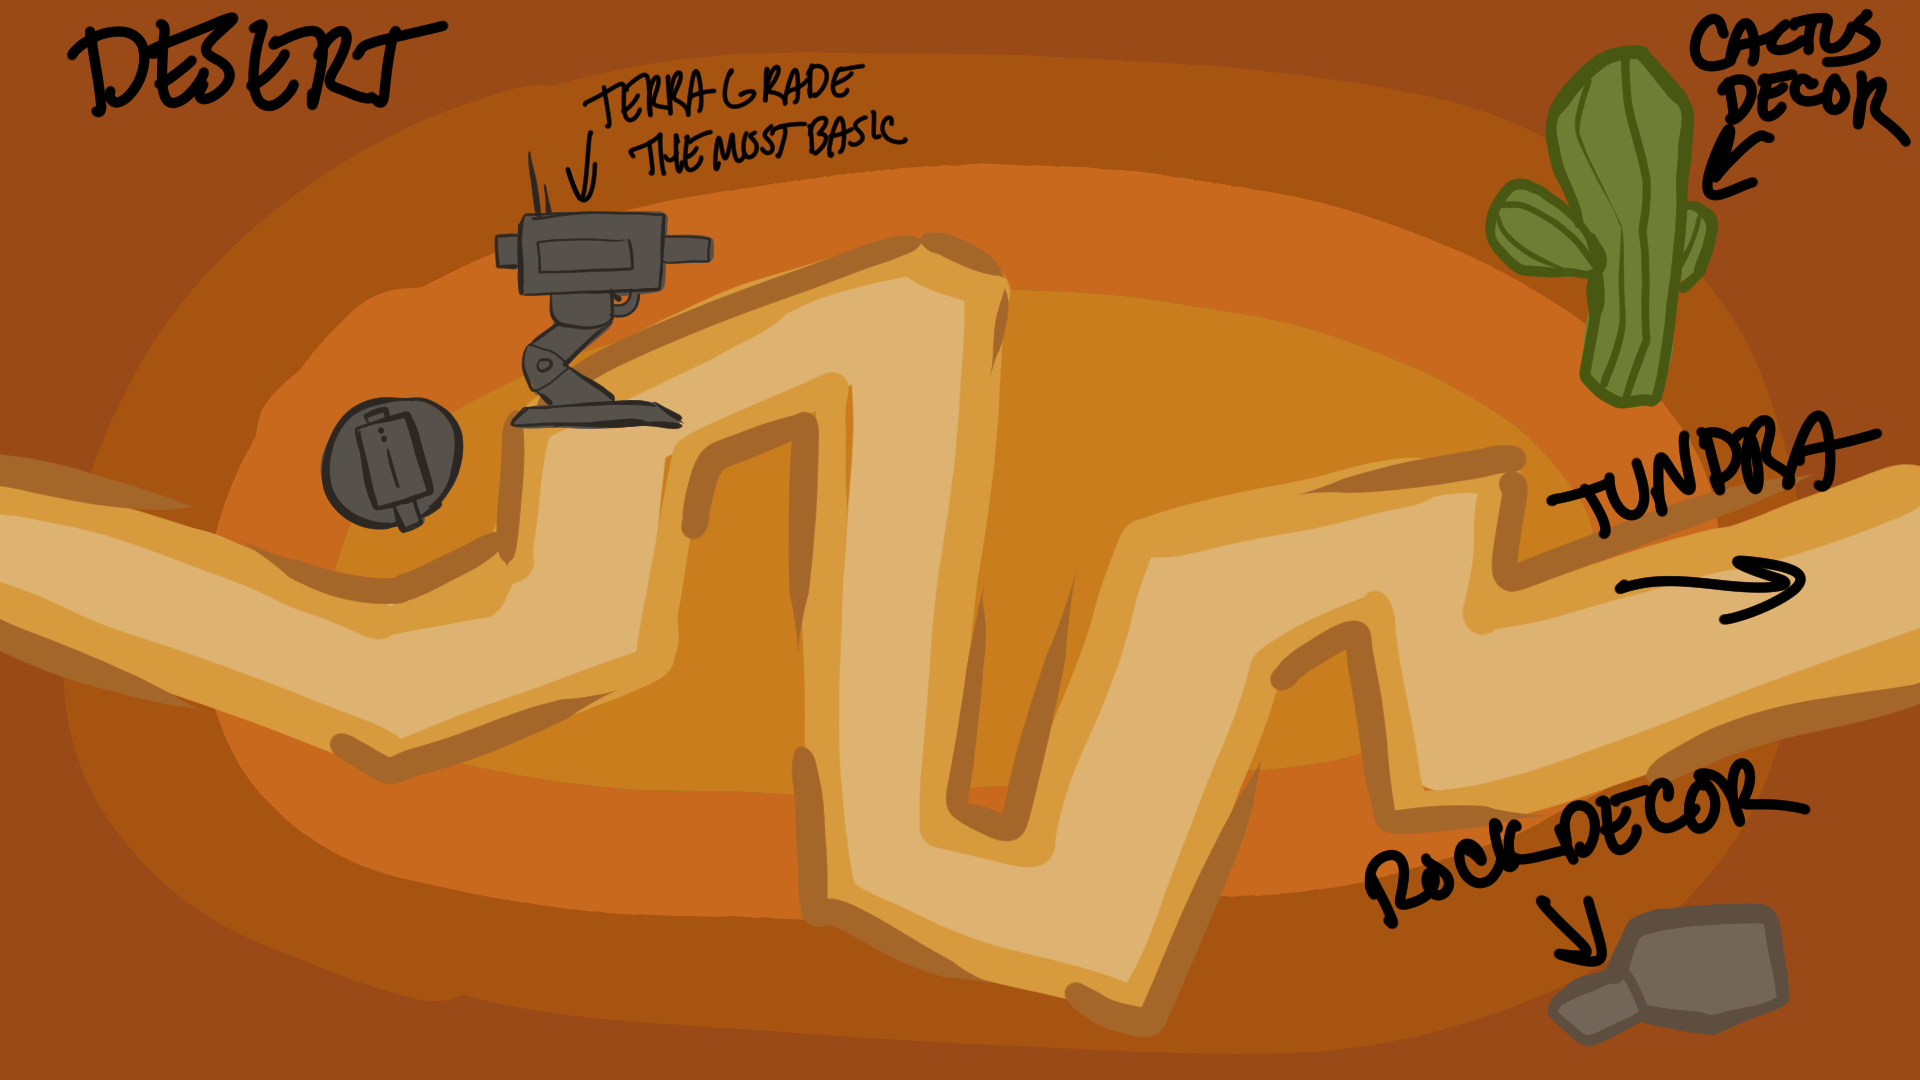 DESERT
TERRA GRADE
THE MOST BASIC
CACTUS
DECOR
TUNDRA
ROCK DECOR